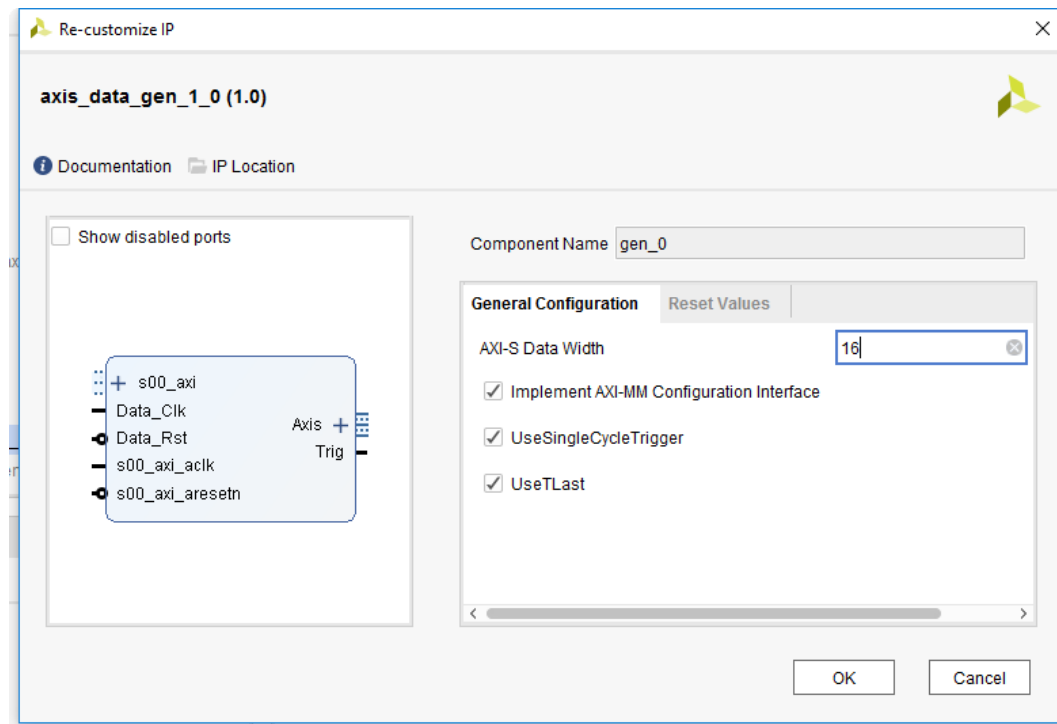 Re-customize IP
axis_data_gen_1_0 (1.0)
Documentation IP Location
Show disabled ports
s00_axi
Data_Clk
Data_Rst
s00_axi_aclk
s00_axi_aresetn
Axis
Trig
Component Name gen_0
General Configuration Reset Values
AXI-S Data Width 16
Implement AXI-MM Configuration Interface
UseSingleCycleTrigger
UseTLast
OK Cancel